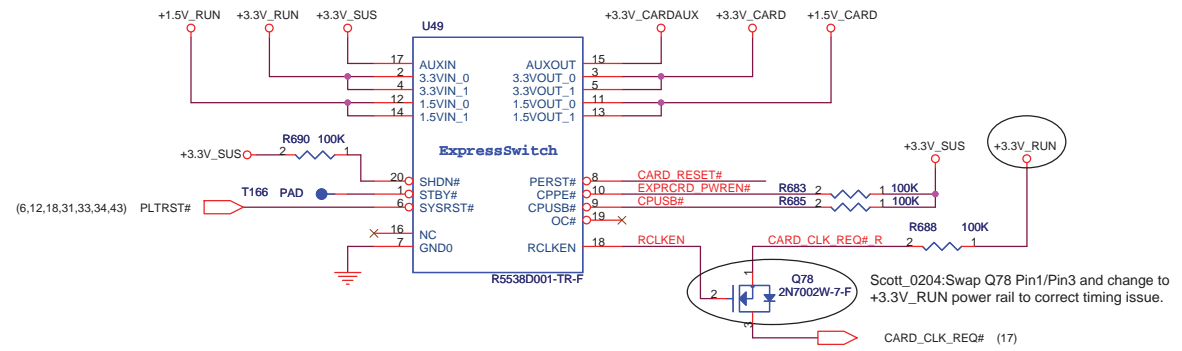 +1.5V_RUN +3.3V_RUN +3.3V_SUS +3.3V_CARDAUX +3.3V_CARD +1.5V_CARD
U49
17 AUXIN AUXOUT 15
2 3.3VIN_0 3.3VOUT_0 3
4 3.3VIN_1 3.3VOUT_1 5
12 1.5VIN_0 1.5VOUT_0 11
14 1.5VIN_1 1.5VOUT_1 13
R690 100K
+3.3V_SUS 2 1
ExpressSwitch
+3.3V_SUS +3.3V_RUN
20 SHDN# PERST# 8 CARD_RESET#
T166 PAD 1 STBY# CPPE# 10 EXPRCRD_PWREN# R683 2 1 100K
(6,12,18,31,33,34,43) PLTRST# 6 SYSRST# CPUSB# 9 CPUSB# R685 2 1 100K
OC# 19
16 NC
7 GND0 RCLKEN 18 RCLKEN CARD_CLK_REQ#_R R688 2 1 100K
R5538D001-TR-F
1 Q78
2 2N7002W-7-F
3
Scott_0204:Swap Q78 Pin1/Pin3 and change to
+3.3V_RUN power rail to correct timing issue.
CARD_CLK_REQ# (17)